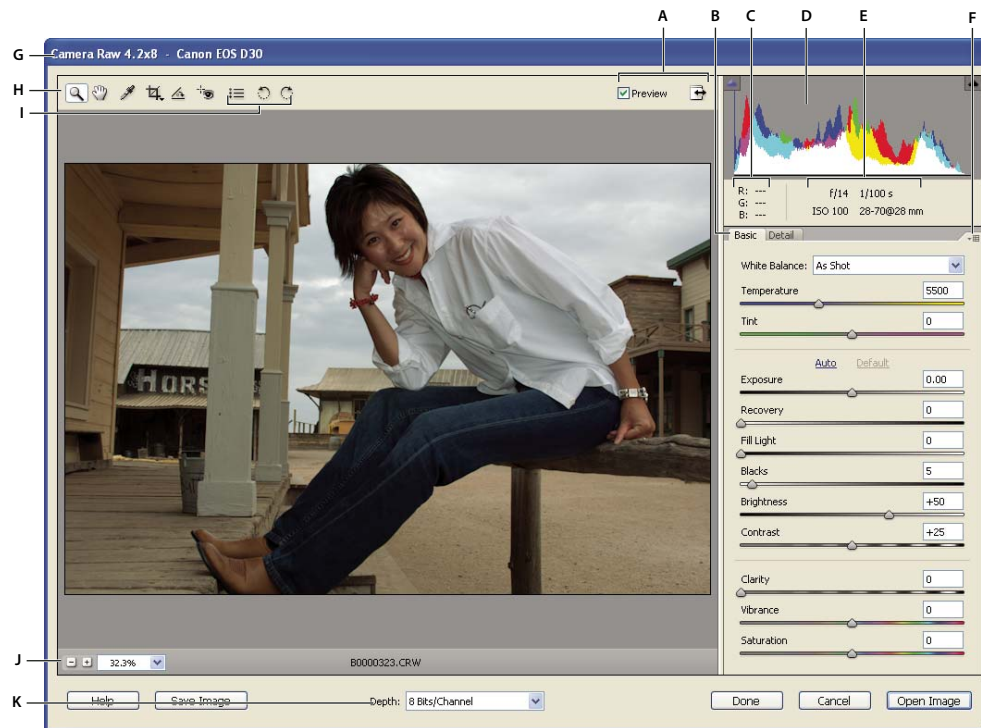 A
B C D E F
G Camera Raw 4.2x8 - Canon EOS D30
H
Preview
I
R: ---
G: ---
B: ---
f/14 1/100 s
ISO 100 28-70@28 mm
Basic Detail
White Balance: As Shot
Temperature 5500
Tint 0
Auto Default
Exposure 0.00
Recovery 0
Fill Light 0
Blacks 5
Brightness +50
Contrast +25
Clarity 0
Vibrance 0
Saturation 0
HORS
J 32.3% B0000323.CRW
K Help Save Image Depth: 8 Bits/Channel Done Cancel Open Image